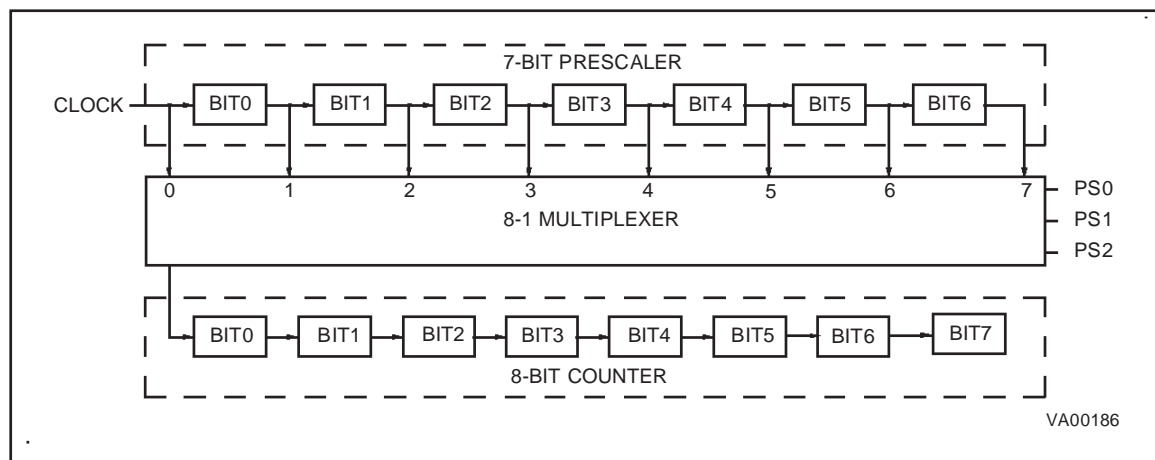 7-BIT PRESCALER
CLOCK BIT0 BIT1 BIT2 BIT3 BIT4 BIT5 BIT6
0 1 2 3 4 5 6 7 PS0
8-1 MULTIPLEXER PS1
PS2
BIT0 BIT1 BIT2 BIT3 BIT4 BIT5 BIT6 BIT7
8-BIT COUNTER
VA00186